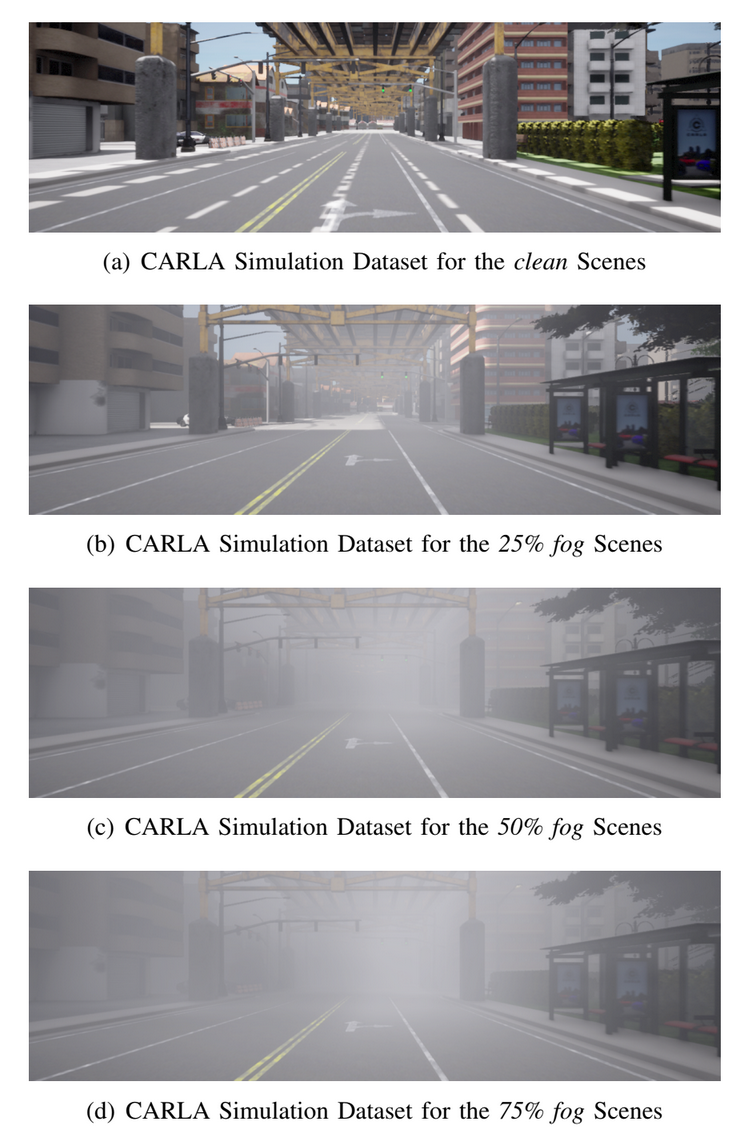 CARLA
(a) CARLA Simulation Dataset for the clean Scenes
(b) CARLA Simulation Dataset for the 25% fog Scenes
(c) CARLA Simulation Dataset for the 50% fog Scenes
(d) CARLA Simulation Dataset for the 75% fog Scenes